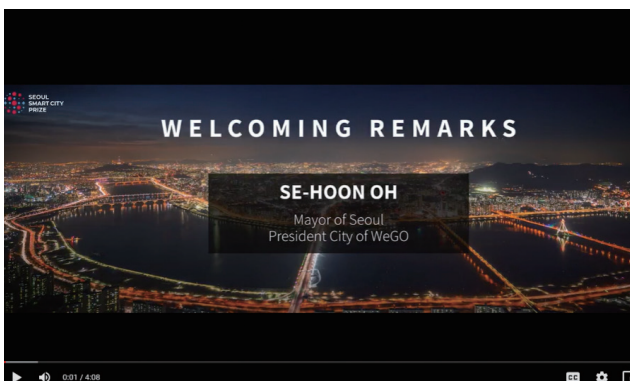 SEOUL
SMART CITY
PRIZE
WELCOMING REMARKS
SE-HOON OH
Mayor of Seoul
President City of WeGO
0:01 / 4:08
CC